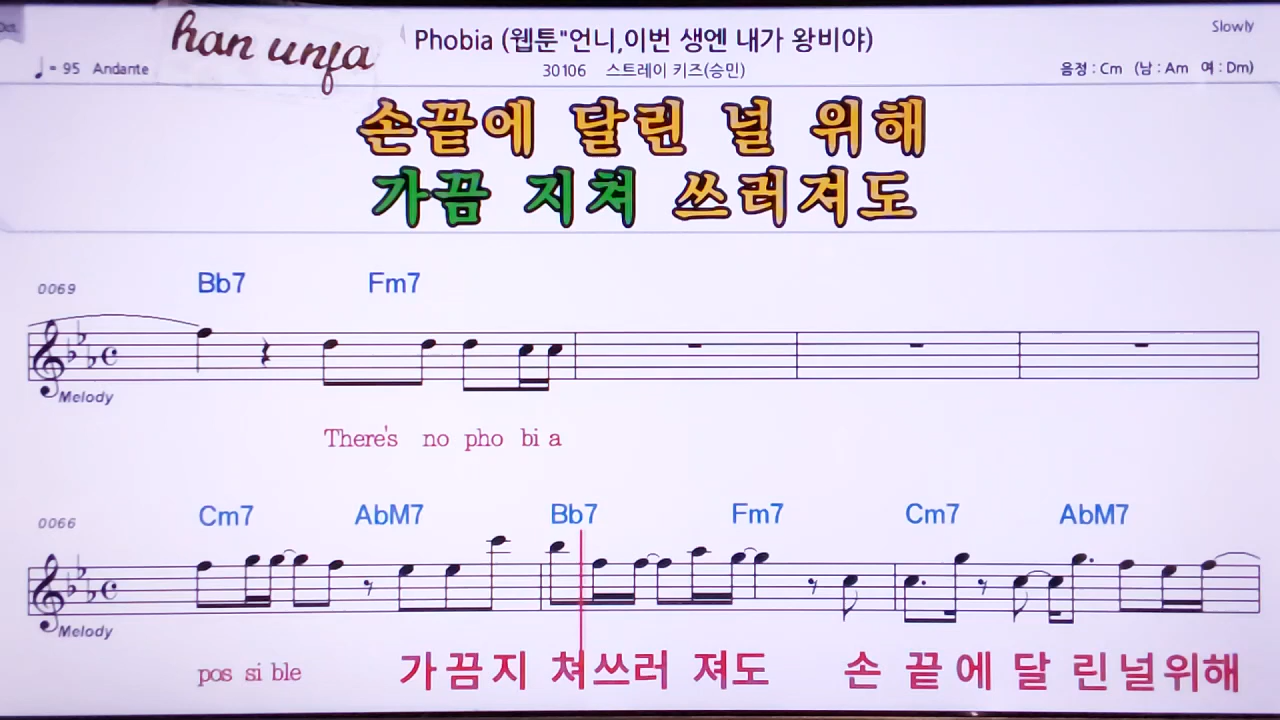 Oct.
han unfa
Phobia (웹툰"언니,이번 생엔 내가 왕비야)
Slowly
♩= 95 Andante
30106 스트레이 키즈(승민)
음정 : Cm (남 : Am 여 : Dm)
손끝에 달린 널 위해
가끔 지쳐 쓰러져도
0069
Bb7 Fm7
Melody
There's no pho bi a
0066
Cm7 AbM7 Bb7 Fm7 Cm7 AbM7
Melody
pos si ble 가 끔 지 쳐 쓰러 져도 손 끝 에 달 린 널 위해